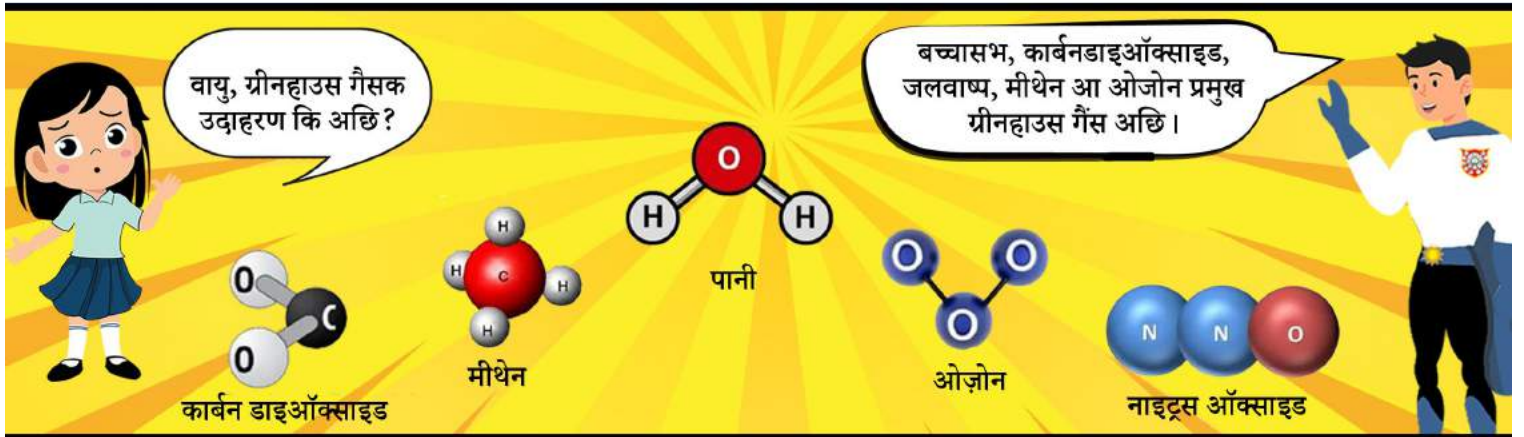 वायु, ग्रीनहाउस गैसक
उदाहरण कि अछि?
बच्चासभ, कार्बनडाइऑक्साइड,
जलवाष्प, मीथेन आ ओजोन प्रमुख
ग्रीनहाउस गैंस अछि।
O
H H
पानी
H
H C H
H
मीथेन
O
C
O
कार्बन डाइऑक्साइड
O O
O
ओज़ोन
N N O
नाइट्रस ऑक्साइड